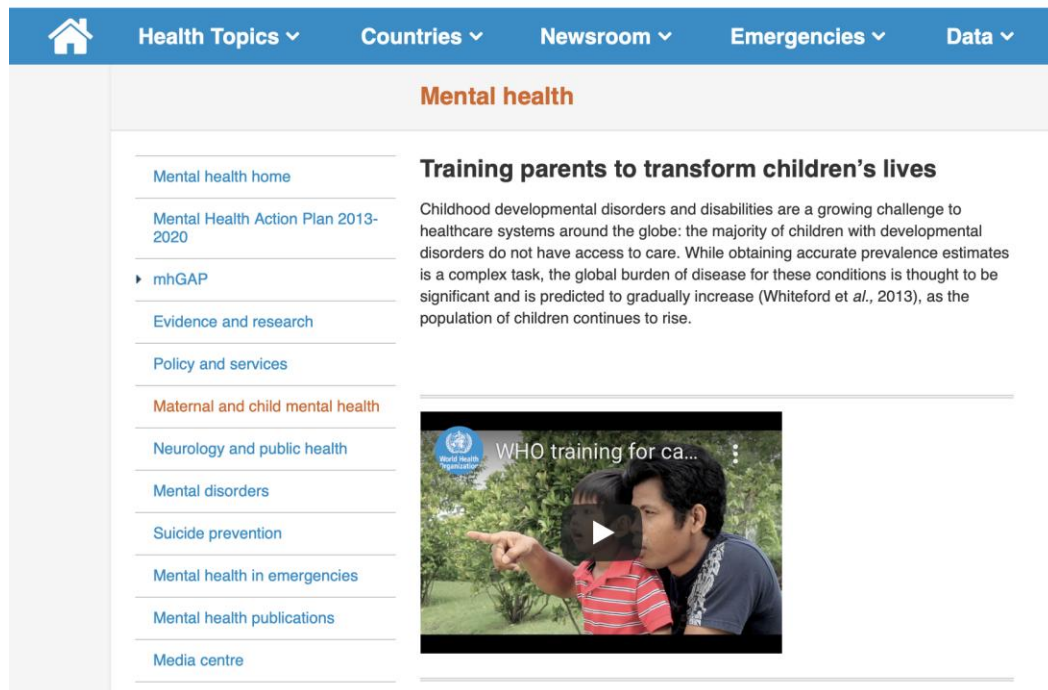 Health Topics
Countries
Newsroom
Emergencies
Data
Mental health
Mental health home
Mental Health Action Plan 2013-
2020
mhGAP
Evidence and research
Policy and services
Maternal and child mental health
Neurology and public health
Mental disorders
Suicide prevention
Mental health in emergencies
Mental health publications
Media centre
Training parents to transform children’s lives
Childhood developmental disorders and disabilities are a growing challenge to
healthcare systems around the globe: the majority of children with developmental
disorders do not have access to care. While obtaining accurate prevalence estimates
is a complex task, the global burden of disease for these conditions is thought to be
significant and is predicted to gradually increase (Whiteford et al., 2013), as the
population of children continues to rise.
World Health
Organization
WHO training for ca...